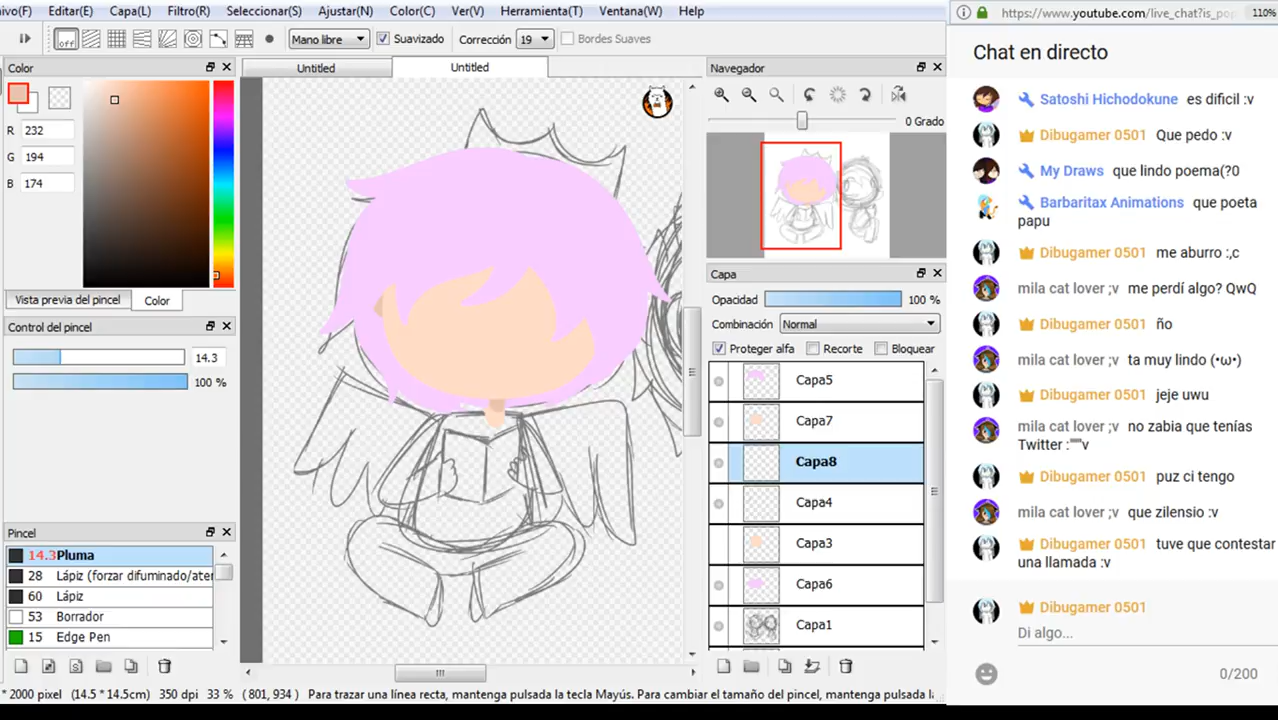 Editar(E) Capa(L) Filtro(R) Seleccionar(S) Ajustar(N) Color(C) Ver(V) Herramienta(T) Ventana(W) Help
off Mano libre Suavizado Corrección 19 Bordes Suaves
Color
R 232
G 194
B 174
Vista previa del pincel Color
Control del pincel
14.3
100 %
Pincel
14.3 Pluma
28 Lápiz (forzar difuminado/ater
60 Lápiz
53 Borrador
15 Edge Pen
Untitled Untitled
Navegador
0 Grado
Capa
Opacidad 100 %
Combinación Normal
Proteger alfa Recorte Bloquear
Capa5
Capa7
Capa8
Capa4
Capa3
Capa6
Capa1
* 2000 pixel (14.5 * 14.5cm) 350 dpi 33 % ( 801, 934 ) Para trazar una línea recta, mantenga pulsada la tecla Mayús. Para cambiar el tamaño del pincel, mantenga pulsada
https://www.youtube.com/live_chat?is_pop 110%
Chat en directo
Satoshi Hichodokune es dificil :v
Dibugamer 0501 Que pedo :v
My Draws que lindo poema(?0
Barbaritax Animations que poeta
papu
Dibugamer 0501 me aburro :,c
mila cat lover ;v me perdí algo? QwQ
Dibugamer 0501 ño
mila cat lover ;v ta muy lindo (•ω•)
Dibugamer 0501 jeje uwu
mila cat lover ;v no zabia que tenías
Twitter :""v
Dibugamer 0501 puz ci tengo
mila cat lover ;v que zilensio :v
Dibugamer 0501 tuve que contestar
una llamada :v
Dibugamer 0501
Di algo...
0/200